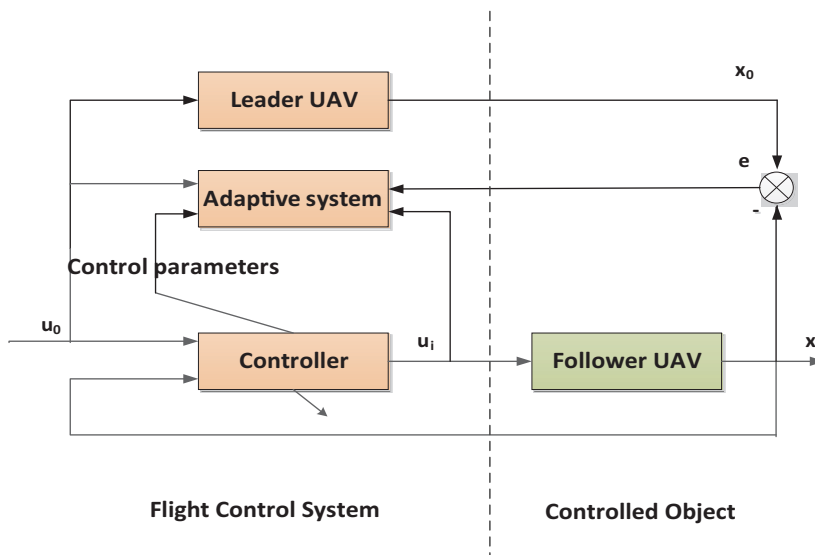 Leader UAV
x₀
e
Adaptive system
-
Control parameters
u₀
uᵢ
x
Controller
Follower UAV
Flight Control System
Controlled Object